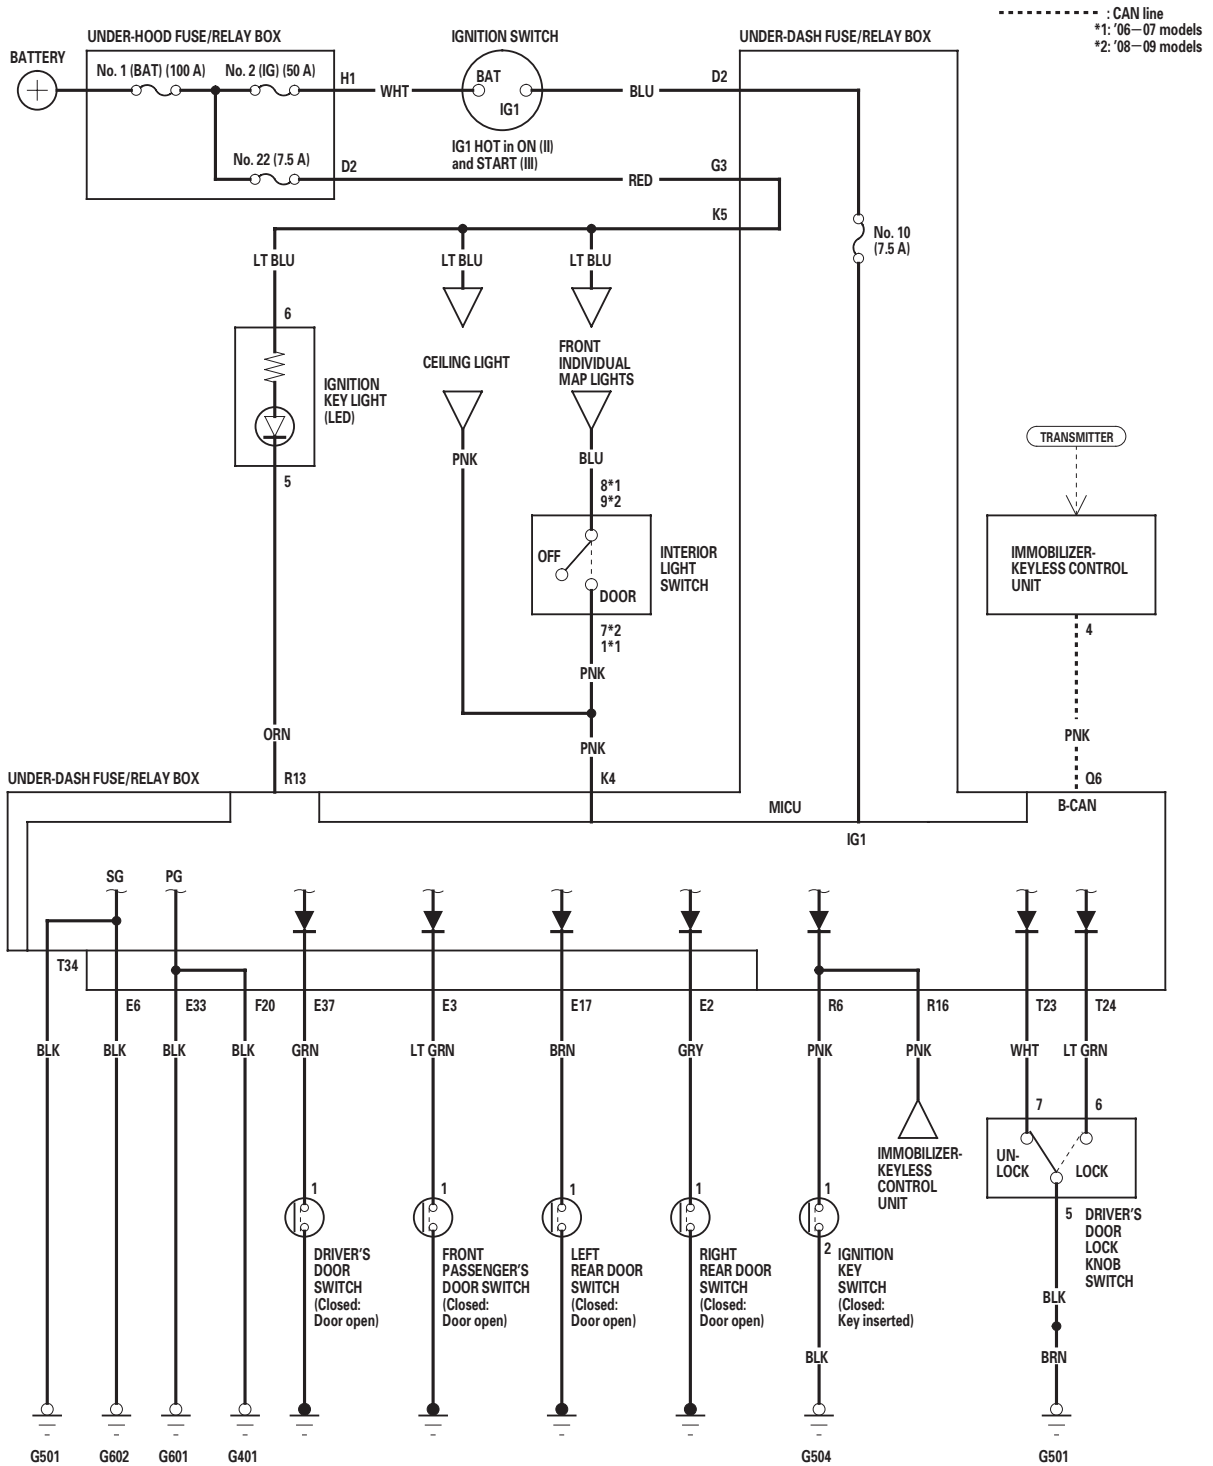 : CAN line
*1: '06—07 models
*2: '08—09 models
UNDER-HOOD FUSE/RELAY BOX
IGNITION SWITCH
UNDER-DASH FUSE/RELAY BOX
BATTERY
No. 1 (BAT) (100 A)
No. 2 (IG) (50 A)
H1
WHT
BAT
IG1
BLU
D2
IG1 HOT in ON (II)
and START (III)
No. 22 (7.5 A)
D2
RED
G3
K5
No. 10
(7.5 A)
LT BLU
LT BLU
LT BLU
6
IGNITION
KEY LIGHT
(LED)
CEILING LIGHT
FRONT
INDIVIDUAL
MAP LIGHTS
TRANSMITTER
PNK
BLU
5
8*1
9*2
OFF
DOOR
INTERIOR
LIGHT
SWITCH
IMMOBILIZER-
KEYLESS CONTROL
UNIT
7*2
1*1
4
PNK
ORN
PNK
PNK
UNDER-DASH FUSE/RELAY BOX
R13
K4
Q6
MICU
B-CAN
IG1
SG
PG
T34
E6
E33
F20
E37
E3
E17
E2
R6
R16
T23
T24
BLK
BLK
BLK
BLK
GRN
LT GRN
BRN
GRY
PNK
PNK
WHT
LT GRN
7
6
IMMOBILIZER-
KEYLESS
CONTROL
UNIT
UN-
LOCK
LOCK
1
1
1
1
1
5
DRIVER'S
DOOR
LOCK
KNOB
SWITCH
2
DRIVER'S
DOOR
SWITCH
(Closed:
Door open)
FRONT
PASSENGER'S
DOOR SWITCH
(Closed:
Door open)
LEFT
REAR DOOR
SWITCH
(Closed:
Door open)
RIGHT
REAR DOOR
SWITCH
(Closed:
Door open)
IGNITION
KEY
SWITCH
(Closed:
Key inserted)
BLK
BLK
BRN
G501
G602
G601
G401
G504
G501